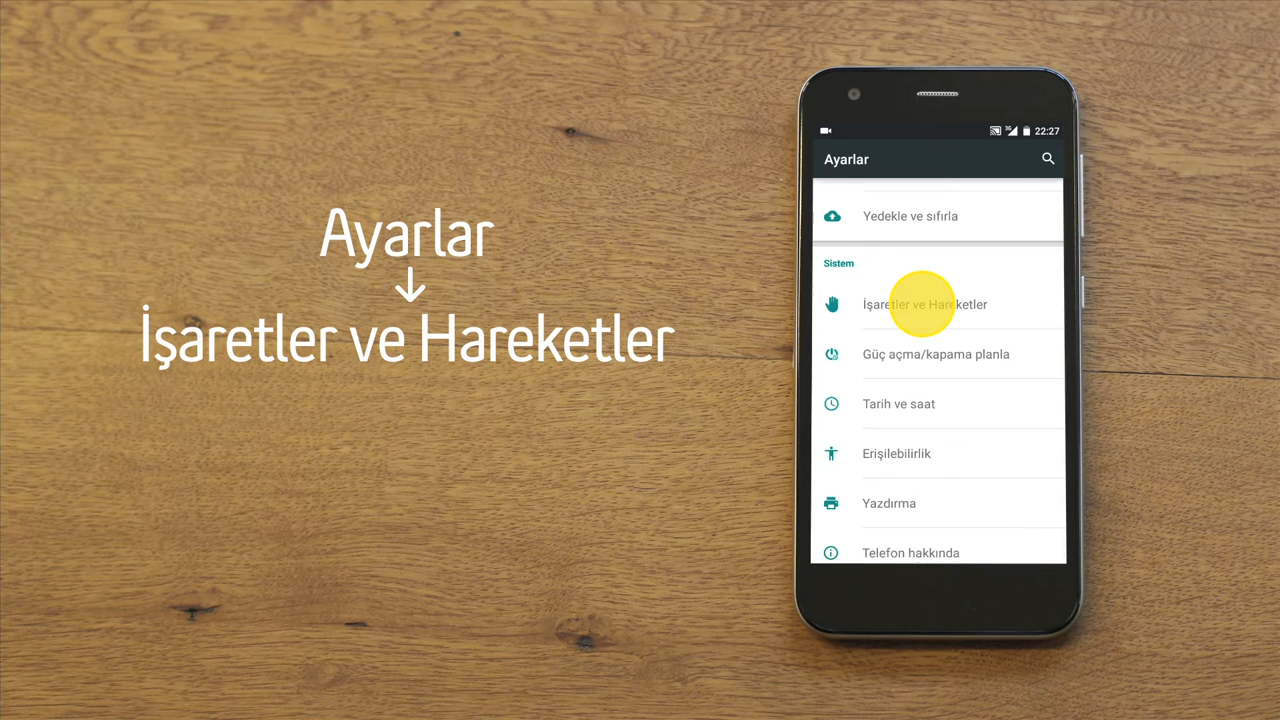 Ayarlar
↓
İşaretler ve Hareketler
3G 22:27
Ayarlar
Yedekle ve sıfırla
Sistem
İşaretler ve Hareketler
Güç açma/kapama planla
Tarih ve saat
Erişilebilirlik
Yazdırma
Telefon hakkında